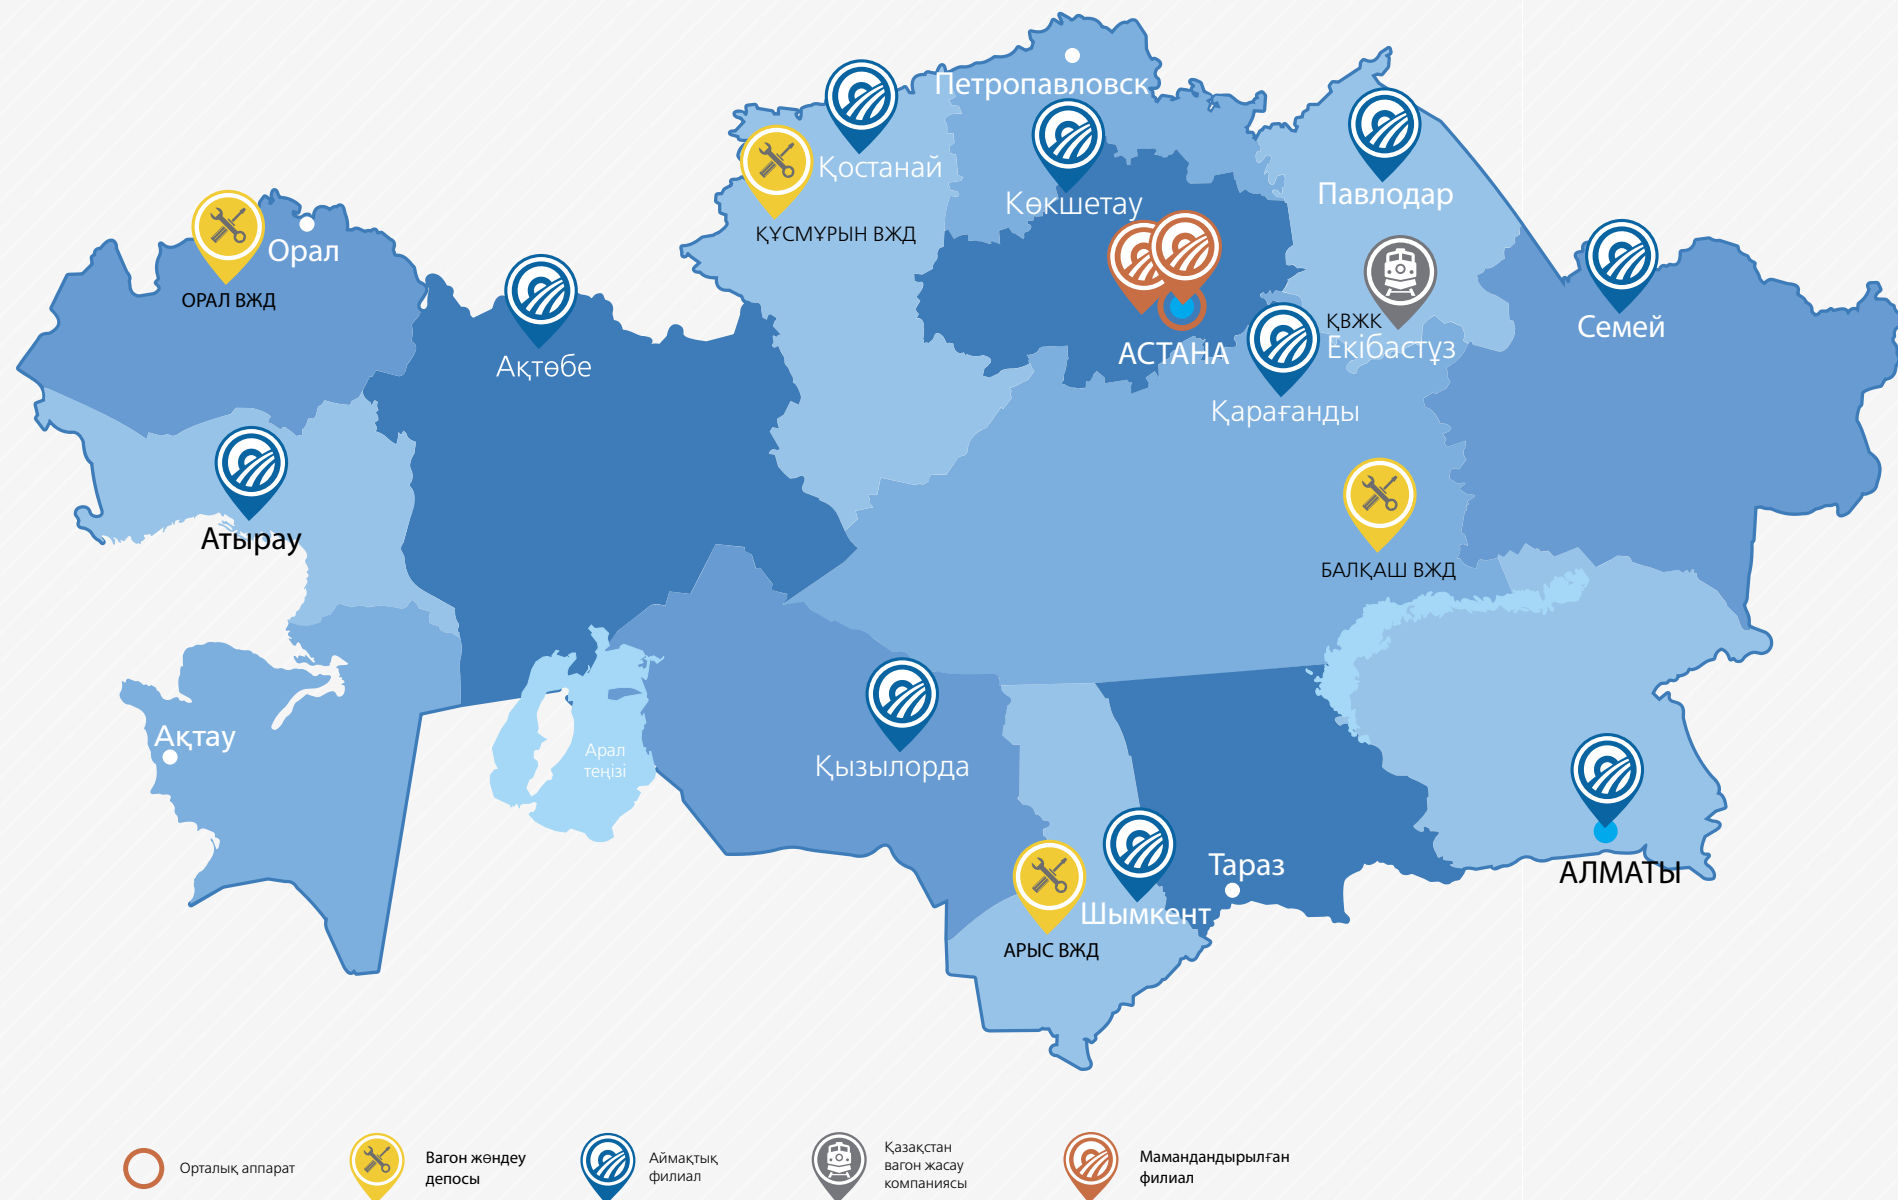 Петропавловск
Қостанай
Көкшетау
Павлодар
ҚҰСМҰРЫН ВЖД
Орал
ОРАЛ ВЖД
ҚВЖК
Екібастұз
Семей
АСТАНА
Ақтөбе
Қарағанды
Атырау
БАЛҚАШ ВЖД
Ақтау
Арал
теңізі
Қызылорда
Тараз
АЛМАТЫ
Шымкент
АРЫС ВЖД
Орталық аппарат
Вагон жөндеу
депосы
Аймақтық
филиал
Қазақстан
вагон жасау
компаниясы
Мамандандырылған
филиал